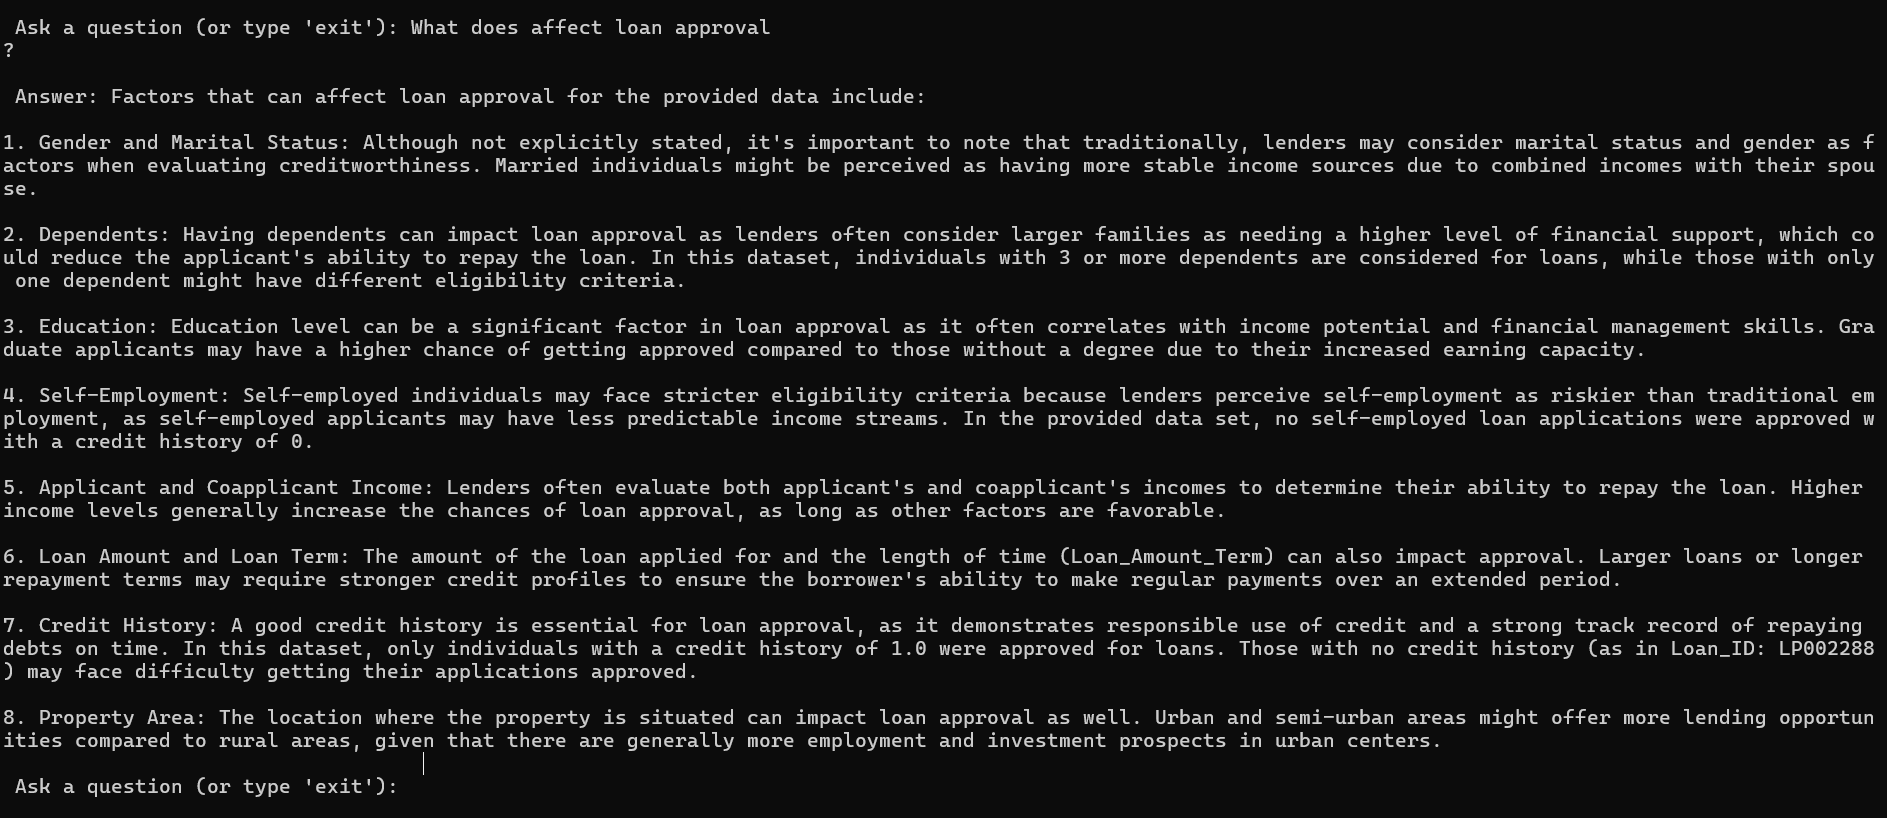 Ask a question (or type 'exit'): What does affect loan approval
?
Answer: Factors that can affect loan approval for the provided data include:
1. Gender and Marital Status: Although not explicitly stated, it's important to note that traditionally, lenders may consider marital status and gender as f
actors when evaluating creditworthiness. Married individuals might be perceived as having more stable income sources due to combined incomes with their spou
se.
2. Dependents: Having dependents can impact loan approval as lenders often consider larger families as needing a higher level of financial support, which co
uld reduce the applicant's ability to repay the loan. In this dataset, individuals with 3 or more dependents are considered for loans, while those with only
one dependent might have different eligibility criteria.
3. Education: Education level can be a significant factor in loan approval as it often correlates with income potential and financial management skills. Gra
duate applicants may have a higher chance of getting approved compared to those without a degree due to their increased earning capacity.
4. Self-Employment: Self-employed individuals may face stricter eligibility criteria because lenders perceive self-employment as riskier than traditional em
ployment, as self-employed applicants may have less predictable income streams. In the provided data set, no self-employed loan applications were approved w
ith a credit history of 0.
5. Applicant and Coapplicant Income: Lenders often evaluate both applicant's and coapplicant's incomes to determine their ability to repay the loan. Higher
income levels generally increase the chances of loan approval, as long as other factors are favorable.
6. Loan Amount and Loan Term: The amount of the loan applied for and the length of time (Loan_Amount_Term) can also impact approval. Larger loans or longer
repayment terms may require stronger credit profiles to ensure the borrower's ability to make regular payments over an extended period.
7. Credit History: A good credit history is essential for loan approval, as it demonstrates responsible use of credit and a strong track record of repaying
debts on time. In this dataset, only individuals with a credit history of 1.0 were approved for loans. Those with no credit history (as in Loan_ID: LP002288
) may face difficulty getting their applications approved.
8. Property Area: The location where the property is situated can impact loan approval as well. Urban and semi-urban areas might offer more lending opportun
ities compared to rural areas, given that there are generally more employment and investment prospects in urban centers.
Ask a question (or type 'exit'):